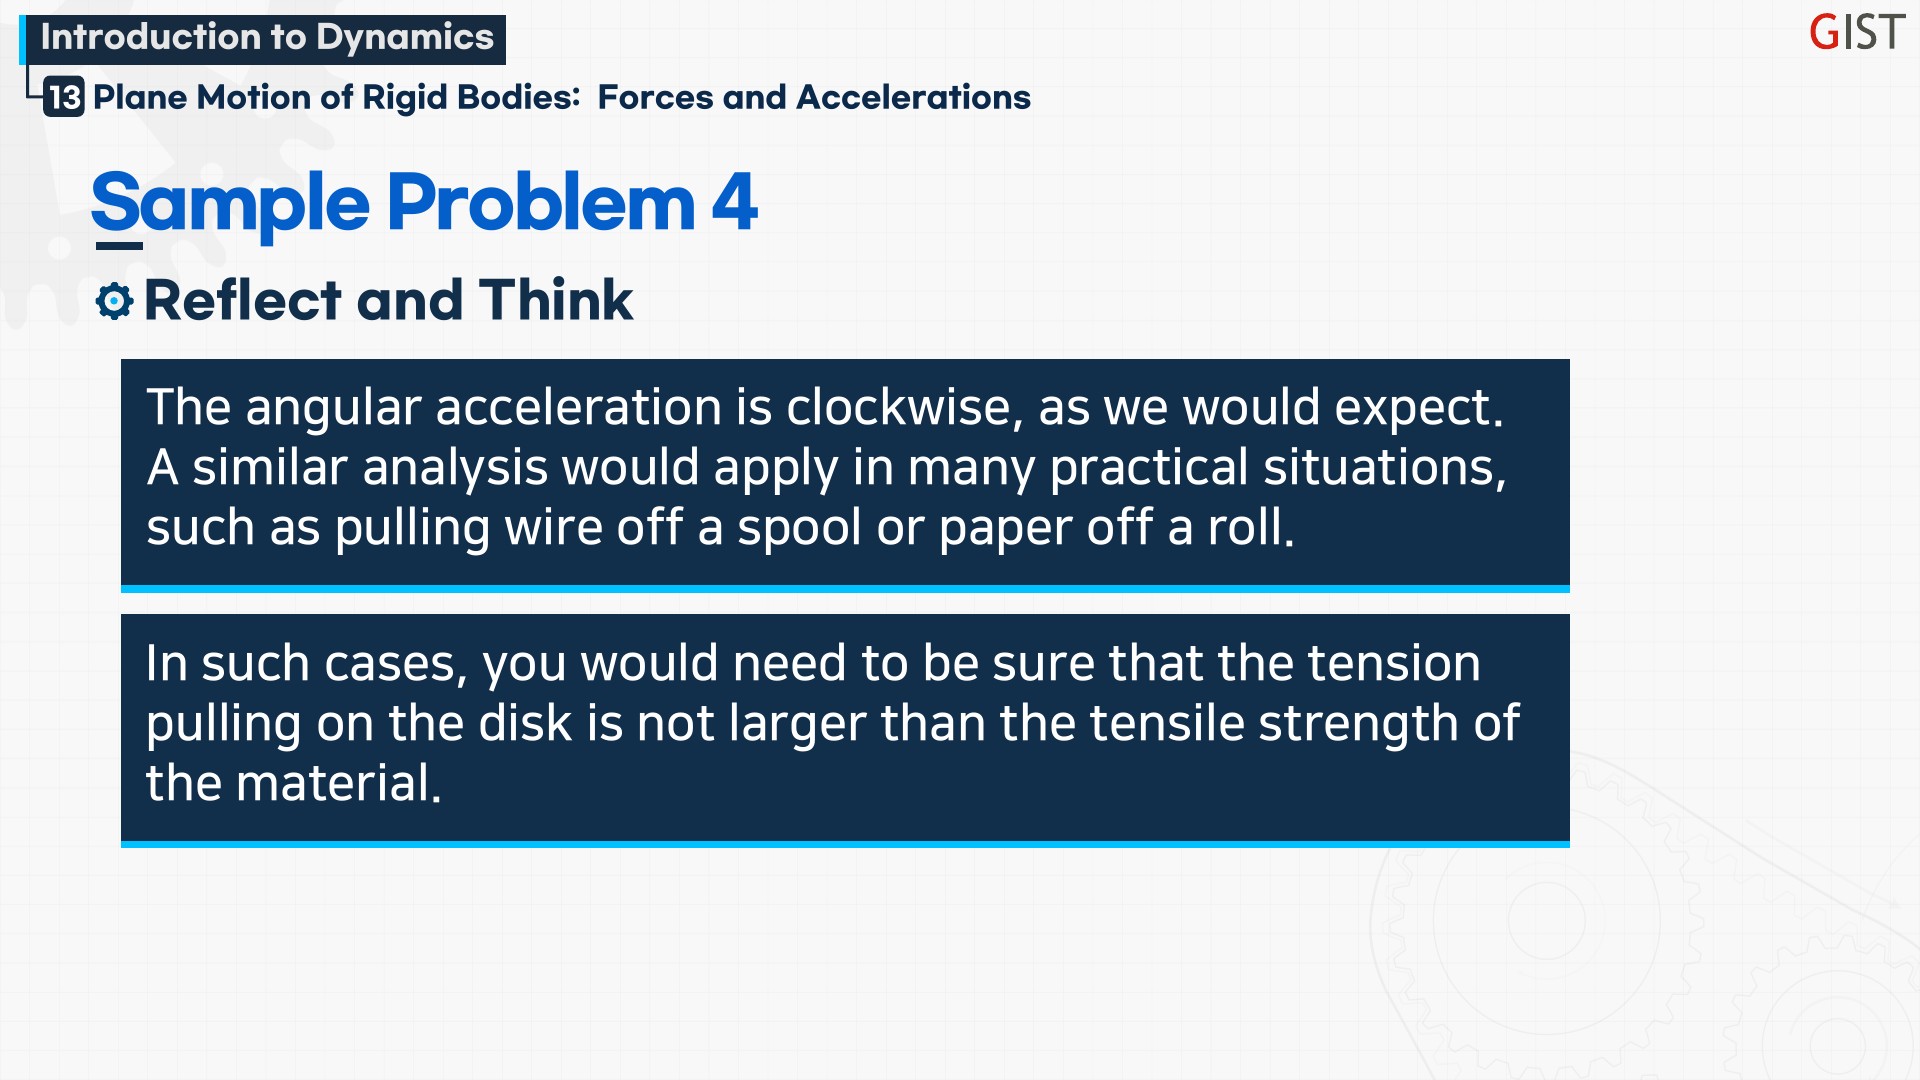 Introduction to Dynamics
GIST
13 Plane Motion of Rigid Bodies: Forces and Accelerations
Sample Problem 4
Reflect and Think
The angular acceleration is clockwise, as we would expect.
A similar analysis would apply in many practical situations,
such as pulling wire off a spool or paper off a roll.
In such cases, you would need to be sure that the tension
pulling on the disk is not larger than the tensile strength of
the material.